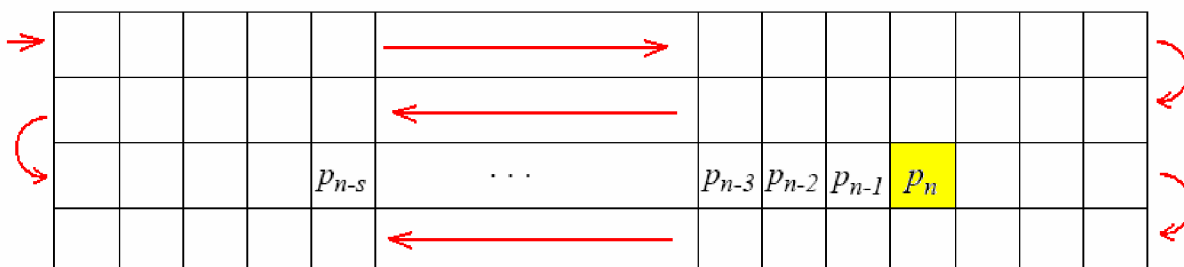 p_{n-s} . . . p_{n-3} p_{n-2} p_{n-1} p_n